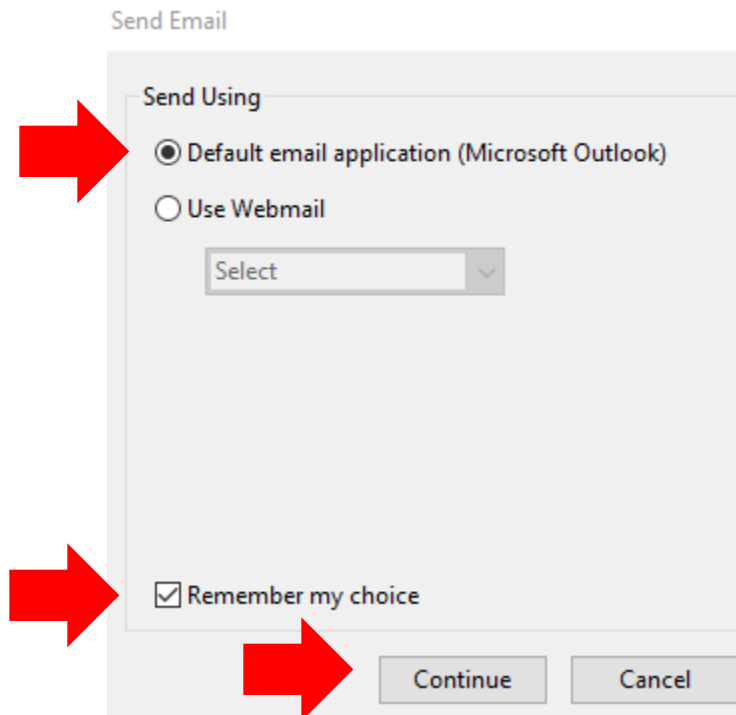 Send Email
Send Using
Default email application (Microsoft Outlook)
Use Webmail
Select
Remember my choice
Continue Cancel